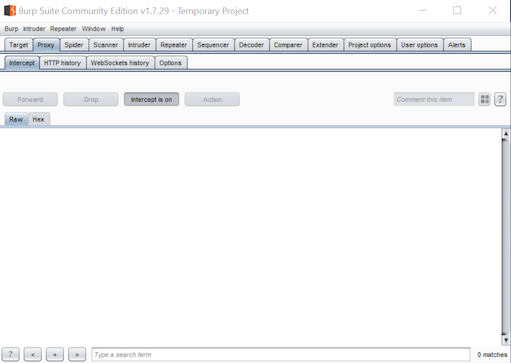 Burp Suite Community Edition v1.7.29 - Temporary Project
Burp Intruder Repeater Window Help
Target Proxy Spider Scanner Intruder Repeater Sequencer Decoder Comparer Extender Project options User options Alerts
Intercept HTTP history WebSockets history Options
Forward Drop Intercept is on Action Comment this item ?
Raw Hex
? < + > Type a search term 0 matches